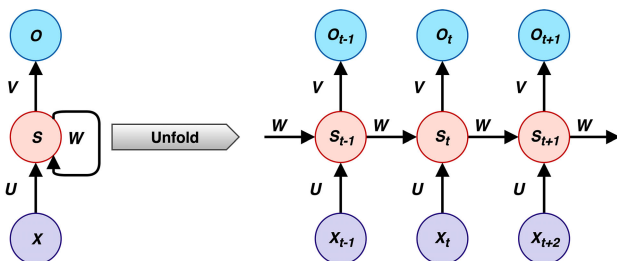 O O_{t-1} O_t O_{t+1}
V V V V
S W Unfold W S_{t-1} W S_t W S_{t+1} W
U U U U
X X_{t-1} X_t X_{t+2}